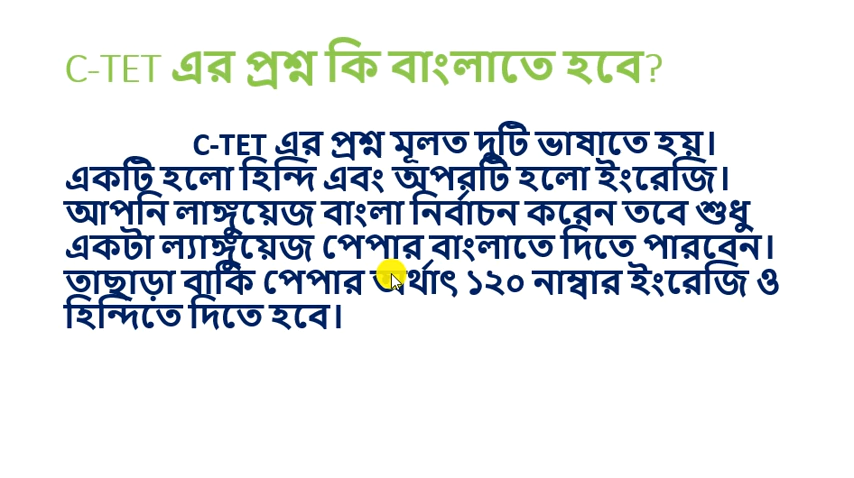 C-TET এর প্রশ্ন কি বাংলাতে হবে?
C-TET এর প্রশ্ন মূলত দুটি ভাষাতে হয়।
একটি হলো হিন্দি এবং অপরটি হলো ইংরেজি।
আপনি লাঙ্গুয়েজ বাংলা নির্বাচন করেন তবে শুধু
একটা ল্যাঙ্গুয়েজ পেপার বাংলাতে দিতে পারবেন।
তাছাড়া বাকি পেপার অর্থাৎ ১২০ নাম্বার ইংরেজি ও
হিন্দিতে দিতে হবে।